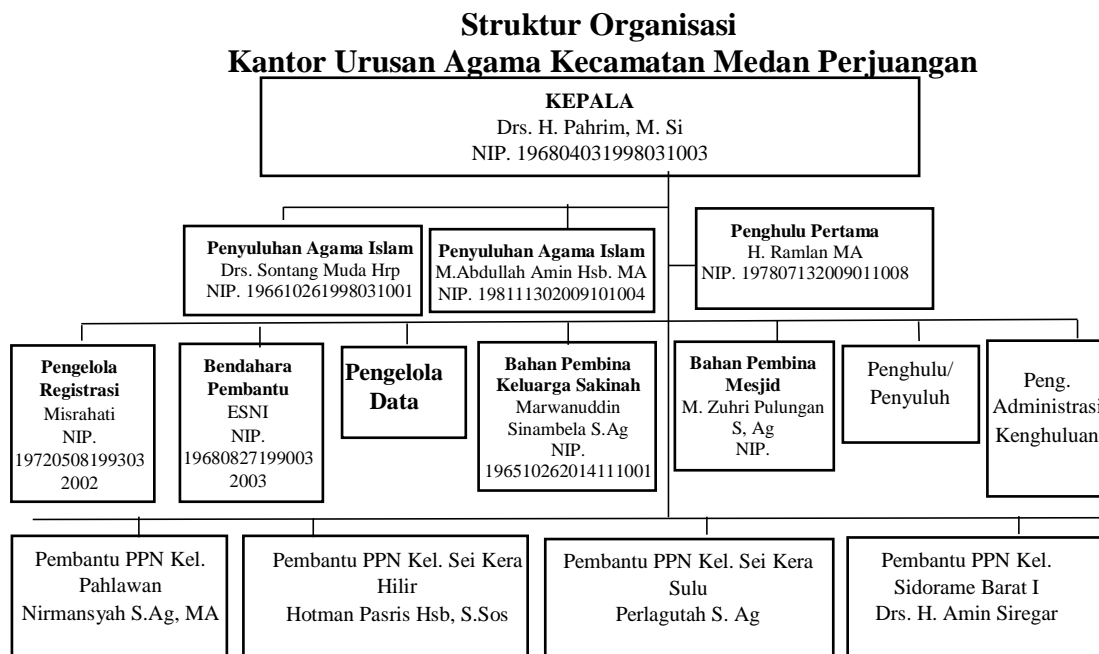 Struktur Organisasi
Kantor Urusan Agama Kecamatan Medan Perjuangan
KEPALA
Drs. H. Pahrim, M. Si
NIP. 196804031998031003
Penyuluhan Agama Islam
Drs. Sontang Muda Hrp
NIP. 196610261998031001
Penyuluhan Agama Islam
M.Abdullah Amin Hsb. MA
NIP. 198111302009101004
Penghulu Pertama
H. Ramlan MA
NIP. 197807132009011008
Pengelola
Registrasi
Misrahati
NIP.
19720508199303
2002
Bendahara
Pembantu
ESNI
NIP.
19680827199003
2003
Pengelola
Data
Bahan Pembina
Keluarga Sakinah
Marwanuddin
Sinambela S.Ag
NIP.
196510262014111001
Bahan Pembina
Mesjid
M. Zuhri Pulungan
S, Ag
NIP.
Penghulu/
Penyuluh
Peng.
Administrasi
Kenghuluan
Pembantu PPN Kel.
Pahlawan
Nirmansyah S.Ag, MA
Pembantu PPN Kel. Sei Kera
Hilir
Hotman Pasris Hsb, S.Sos
Pembantu PPN Kel. Sei Kera
Sulu
Perlagutah S. Ag
Pembantu PPN Kel.
Sidorame Barat I
Drs. H. Amin Siregar